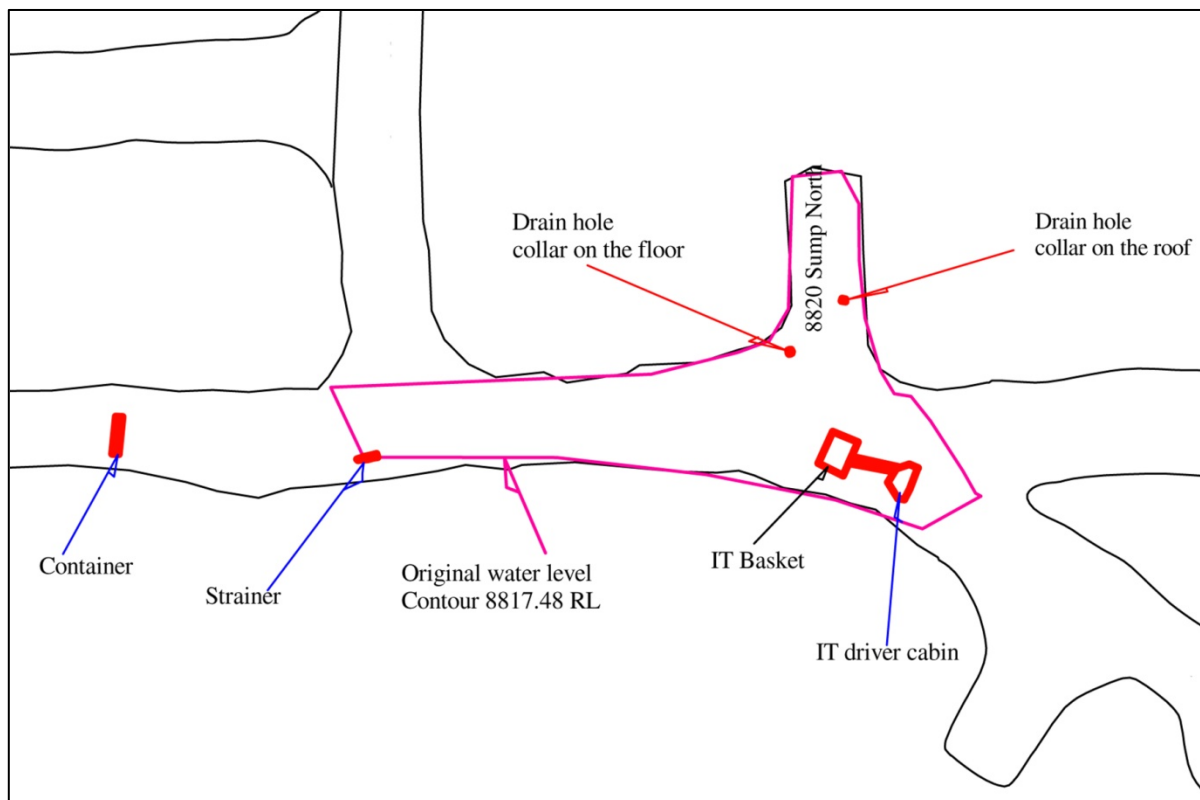 Drain hole
collar on the floor
8820 Sump North
Drain hole
collar on the roof
Container
Strainer
Original water level
Contour 8817.48 RL
IT Basket
IT driver cabin